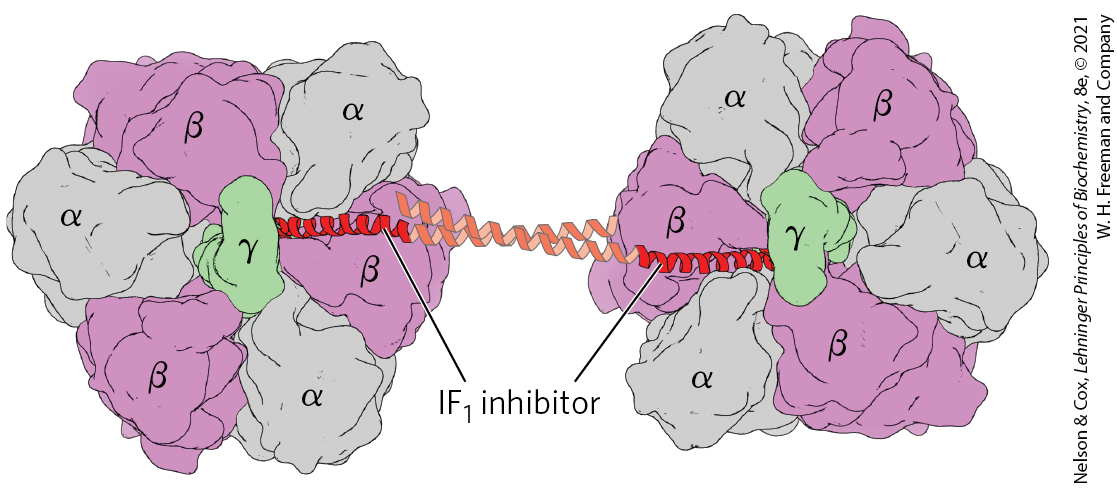 β
α
α
γ
β
β
α
α
β
β
γ
α
β
α
IF₁ inhibitor
Nelson & Cox, Lehninger Principles of Biochemistry, 8e, © 2021
W. H. Freeman and Company